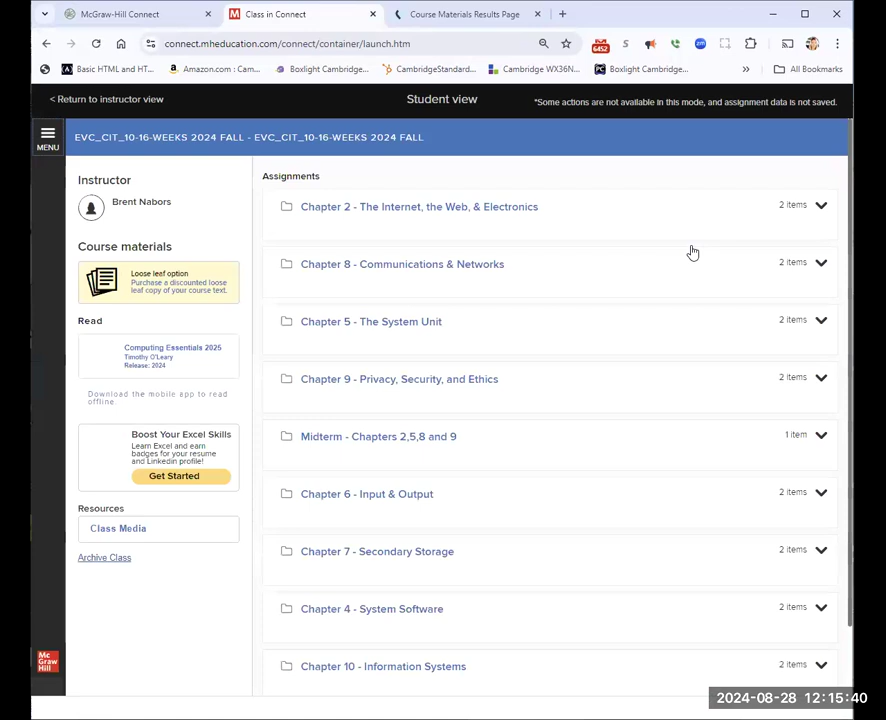 McGraw-Hill Connect
Class in Connect
Course Materials Results Page
connect.mheducation.com/connect/container/launch.htm
6452
Basic HTML and HT...
Amazon.com : Cam...
Boxlight Cambridge...
CambridgeStandard...
Cambridge WX36N...
Boxlight Cambridge...
All Bookmarks
< Return to instructor view
Student view
*Some actions are not available in this mode, and assignment data is not saved.
MENU
EVC_CIT_10-16-WEEKS 2024 FALL - EVC_CIT_10-16-WEEKS 2024 FALL
Instructor
Brent Nabors
Course materials
Loose leaf option
Purchase a discounted loose
leaf copy of your course text.
Read
Computing Essentials 2025
Timothy O'Leary
Release: 2024
Download the mobile app to read
offline.
Boost Your Excel Skills
Learn Excel and earn
badges for your resume
and Linkedin profile!
Get Started
Resources
Class Media
Archive Class
Mc
Graw
Hill
Assignments
Chapter 2 - The Internet, the Web, & Electronics
2 items
Chapter 8 - Communications & Networks
2 items
Chapter 5 - The System Unit
2 items
Chapter 9 - Privacy, Security, and Ethics
2 items
Midterm - Chapters 2,5,8 and 9
1 item
Chapter 6 - Input & Output
2 items
Chapter 7 - Secondary Storage
2 items
Chapter 4 - System Software
2 items
Chapter 10 - Information Systems
2 items
2024-08-28 12:15:40